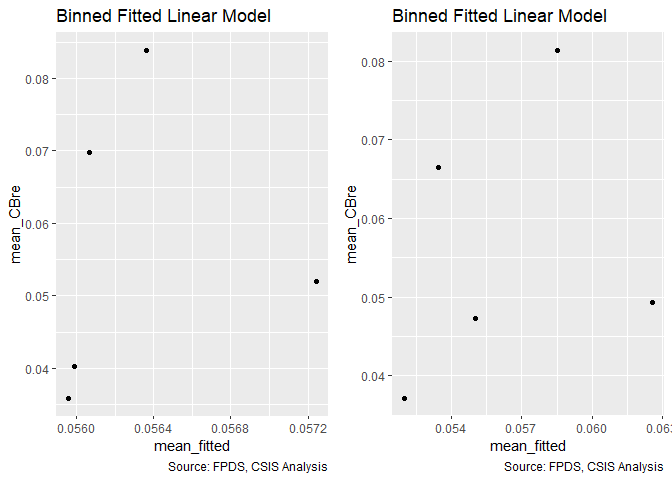 Binned Fitted Linear Model
mean_CBre
0.08
0.07
0.06
0.05
0.04
0.0560
0.0564
0.0568
0.0572
mean_fitted
Source: FPDS, CSIS Analysis
Binned Fitted Linear Model
mean_CBre
0.08
0.07
0.06
0.05
0.04
0.054
0.057
0.060
mean_fitted
Source: FPDS, CSIS Analysis